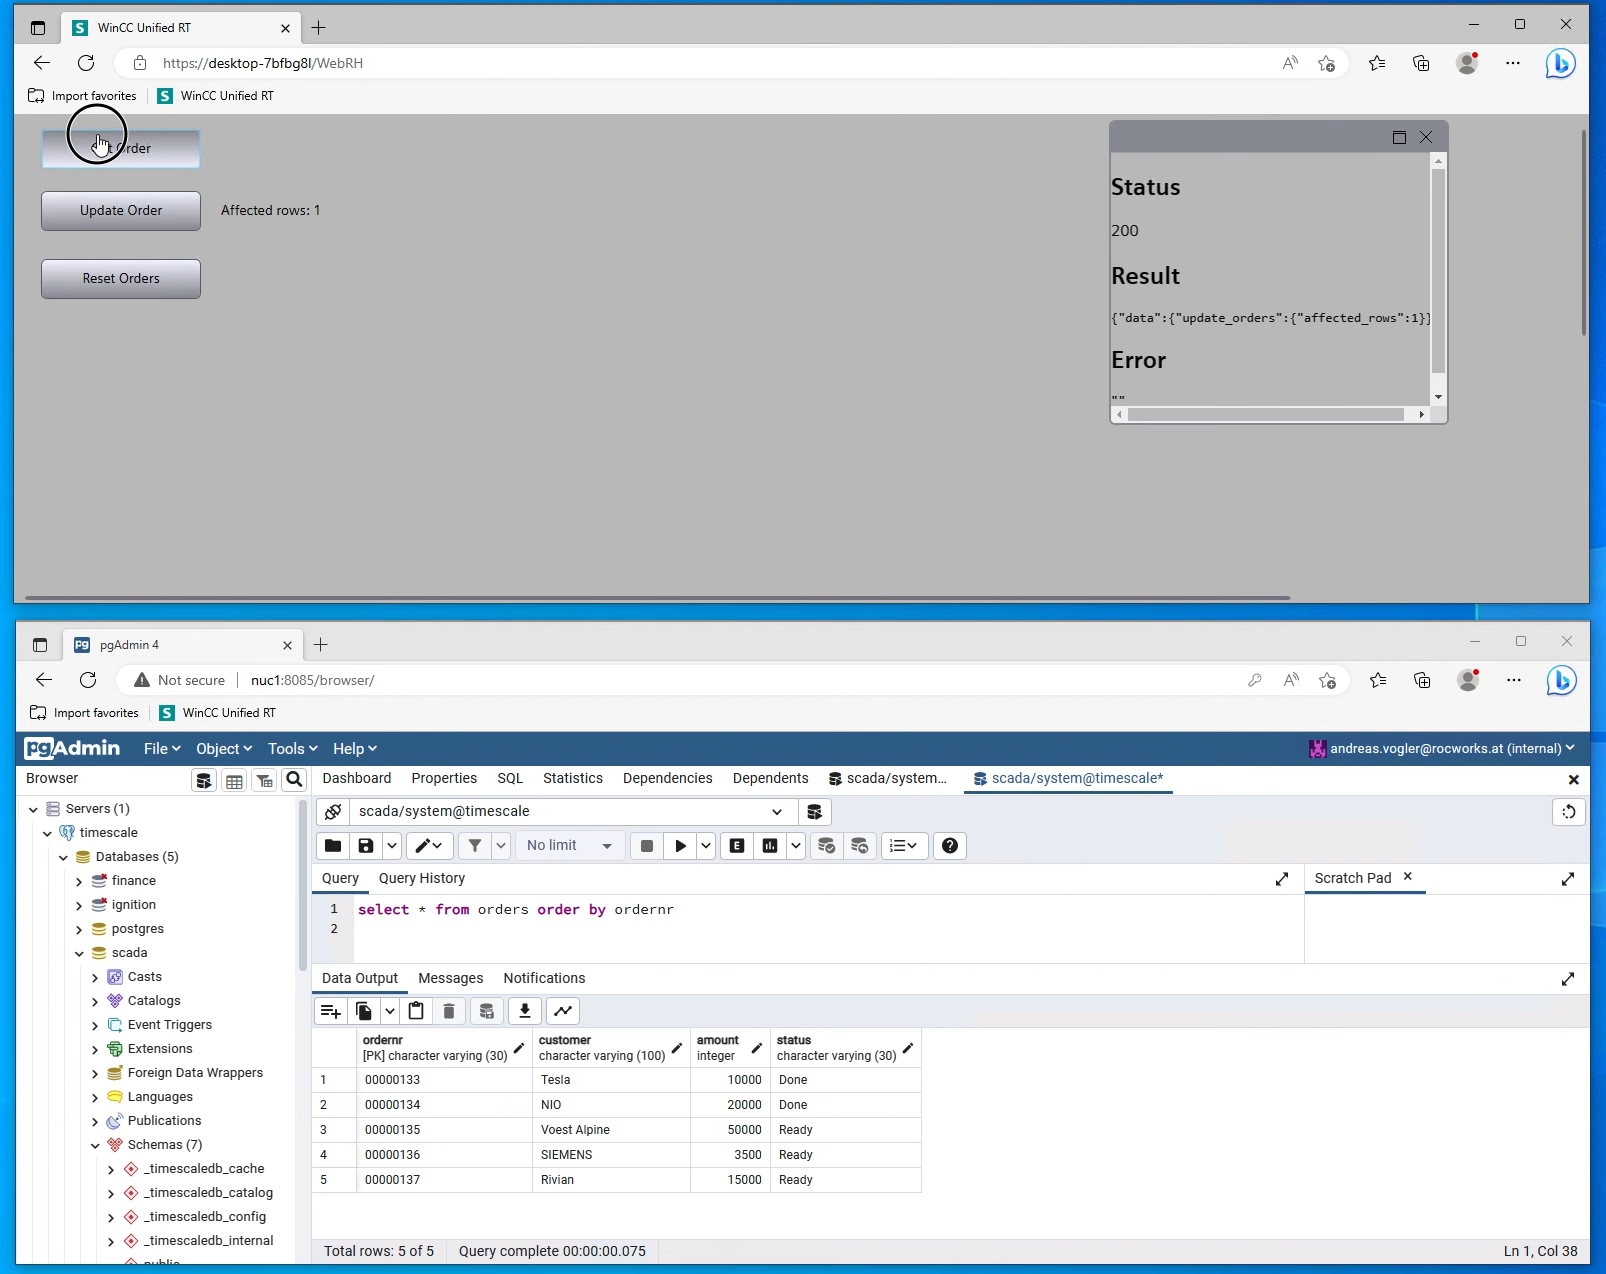 WinCC Unified RT
https://desktop-7bfbg8l/WebRH
Import favorites
WinCC Unified RT
Order
Update Order
Affected rows: 1
Reset Orders
Status
200
Result
{"data":{"update_orders":{"affected_rows":1}}
Error
""
pgAdmin 4
Not secure
nuc1:8085/browser/
Import favorites
WinCC Unified RT
pgAdmin
File
Object
Tools
Help
andreas.vogler@rocworks.at (internal)
Browser
Dashboard
Properties
SQL
Statistics
Dependencies
Dependents
scada/system...
scada/system@timescale*
Servers (1)
timescale
Databases (5)
finance
ignition
postgres
scada
Casts
Catalogs
Event Triggers
Extensions
Foreign Data Wrappers
Languages
Publications
Schemas (7)
_timescaledb_cache
_timescaledb_catalog
_timescaledb_config
_timescaledb_internal
public
scada/system@timescale
No limit
E
Query
Query History
Scratch Pad
1 select * from orders order by ordernr
2
Data Output
Messages
Notifications
ordernr [PK] character varying (30)
customer character varying (100)
amount integer
status character varying (30)
1 00000133 Tesla 10000 Done
2 00000134 NIO 20000 Done
3 00000135 Voest Alpine 50000 Ready
4 00000136 SIEMENS 3500 Ready
5 00000137 Rivian 15000 Ready
Total rows: 5 of 5
Query complete 00:00:00.075
Ln 1, Col 38